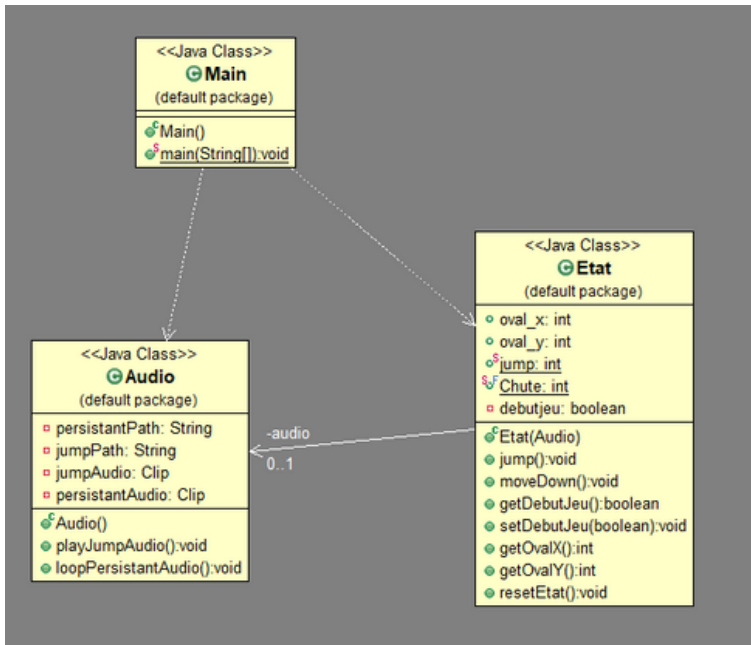 <<Java Class>>
Main
(default package)
Main()
main(String[]):void
<<Java Class>>
Etat
(default package)
oval_x: int
oval_y: int
jump: int
Chute: int
debutjeu: boolean
Etat(Audio)
jump():void
moveDown():void
getDebutJeu():boolean
setDebutJeu(boolean):void
getOvalX():int
getOvalY():int
resetEtat():void
<<Java Class>>
Audio
(default package)
persistantPath: String
jumpPath: String
jumpAudio: Clip
persistantAudio: Clip
Audio()
playJumpAudio():void
loopPersistantAudio():void
-audio
0..1